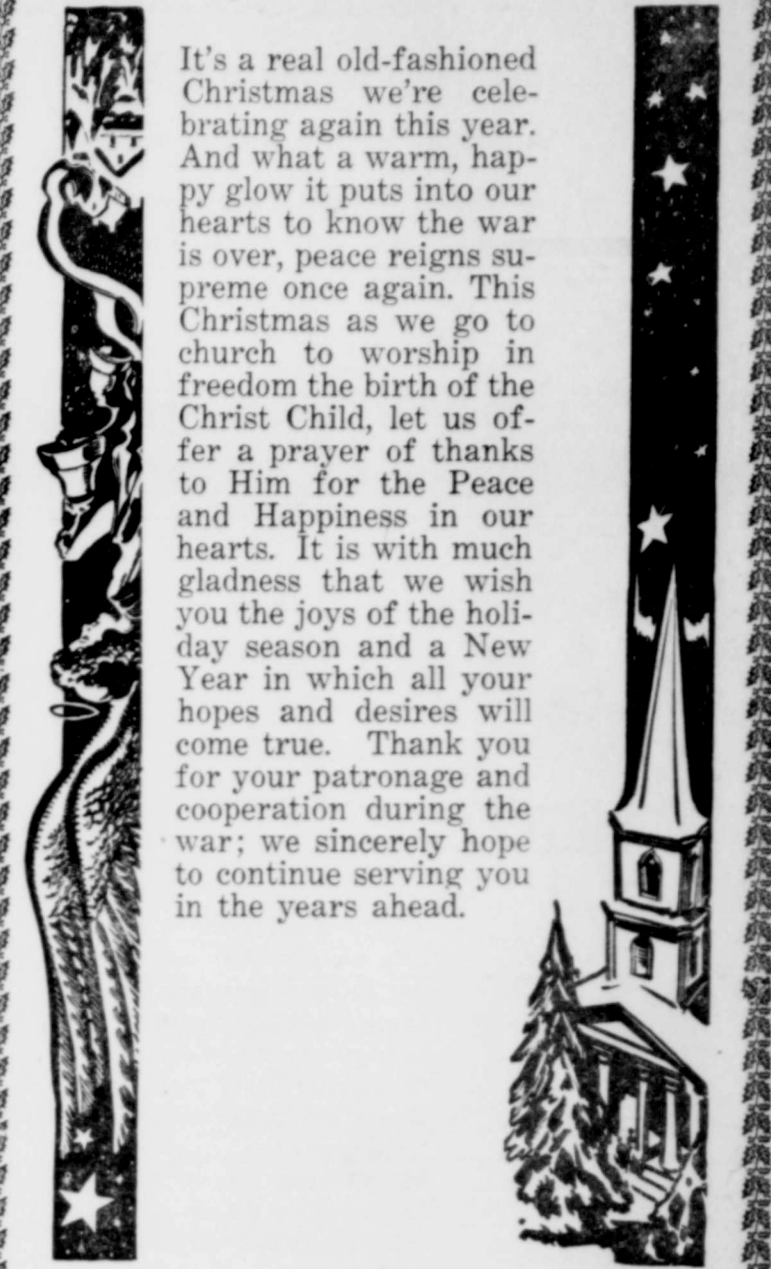 It's a real old-fashioned
Christmas we're cele-
brating again this year.
And what a warm, hap-
py glow it puts into our
hearts to know the war
is over, peace reigns su-
preme once again. This
Christmas as we go to
church to worship in
freedom the birth of the
Christ Child, let us of-
fer a prayer of thanks
to Him for the Peace
and Happiness in our
hearts. It is with much
gladness that we wish
you the joys of the holi-
day season and a New
Year in which all your
hopes and desires will
come true. Thank you
for your patronage and
cooperation during the
war; we sincerely hope
to continue serving you
in the years ahead.